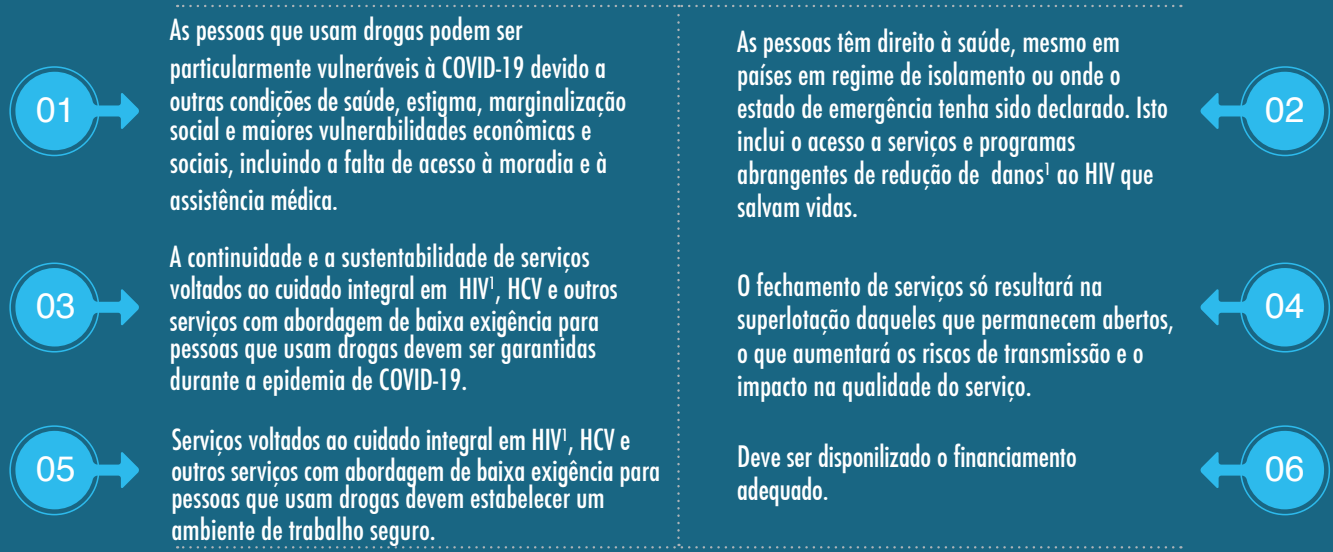 01
As pessoas que usam drogas podem ser
particularmente vulneráveis à COVID-19 devido a
outras condições de saúde, estigma, marginalização
social e maiores vulnerabilidades econômicas e
sociais, incluindo a falta de acesso à moradia e à
assistência médica.
02
As pessoas têm direito à saúde, mesmo em
países em regime de isolamento ou onde o
estado de emergência tenha sido declarado. Isto
inclui o acesso a serviços e programas
abrangentes de redução de danos¹ ao HIV que
salvam vidas.
03
A continuidade e a sustentabilidade de serviços
voltados ao cuidado integral em HIV¹, HCV e outros
serviços com abordagem de baixa exigência para
pessoas que usam drogas devem ser garantidas
durante a epidemia de COVID-19.
04
O fechamento de serviços só resultará na
superlotação daqueles que permanecem abertos,
o que aumentará os riscos de transmissão e o
impacto na qualidade do serviço.
05
Serviços voltados ao cuidado integral em HIV¹, HCV e
outros serviços com abordagem de baixa exigência para
pessoas que usam drogas devem estabelecer um
ambiente de trabalho seguro.
06
Deve ser disponilizado o financiamento
adequado.